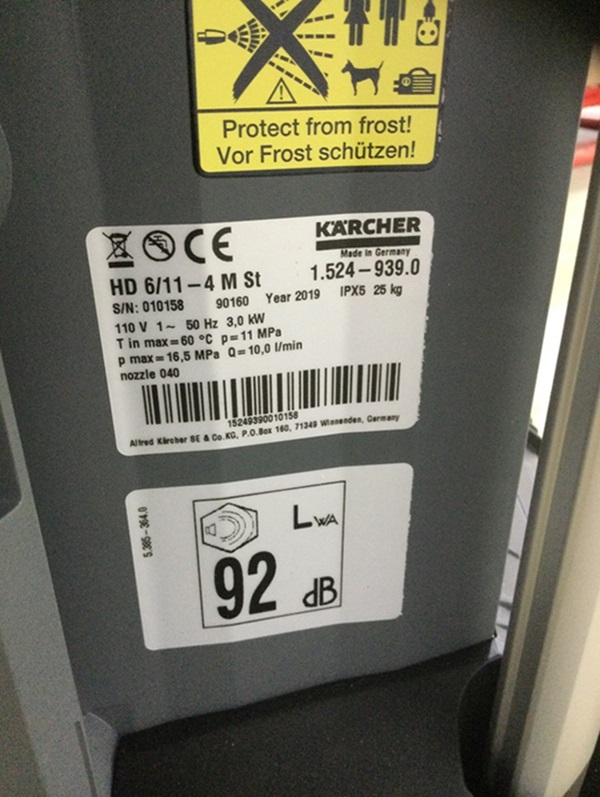 Protect from frost!
Vor Frost schützen!
CE
KÄRCHER
Made in Germany
HD 6/11-4 M St 1.524-939.0
S/N: 010158 90160 Year 2019 IPX5 25 kg
110 V 1~ 50 Hz 3,0 kW
T in max=60 °C p=11 MPa
p max=16,5 MPa Q=10,0 l/min
nozzle 040
15249390010158
Alfred Kärcher SE & Co.KG, P.O.Box 160, 71349 Winnenden, Germany
5.385-304.0
LWA
92 dB